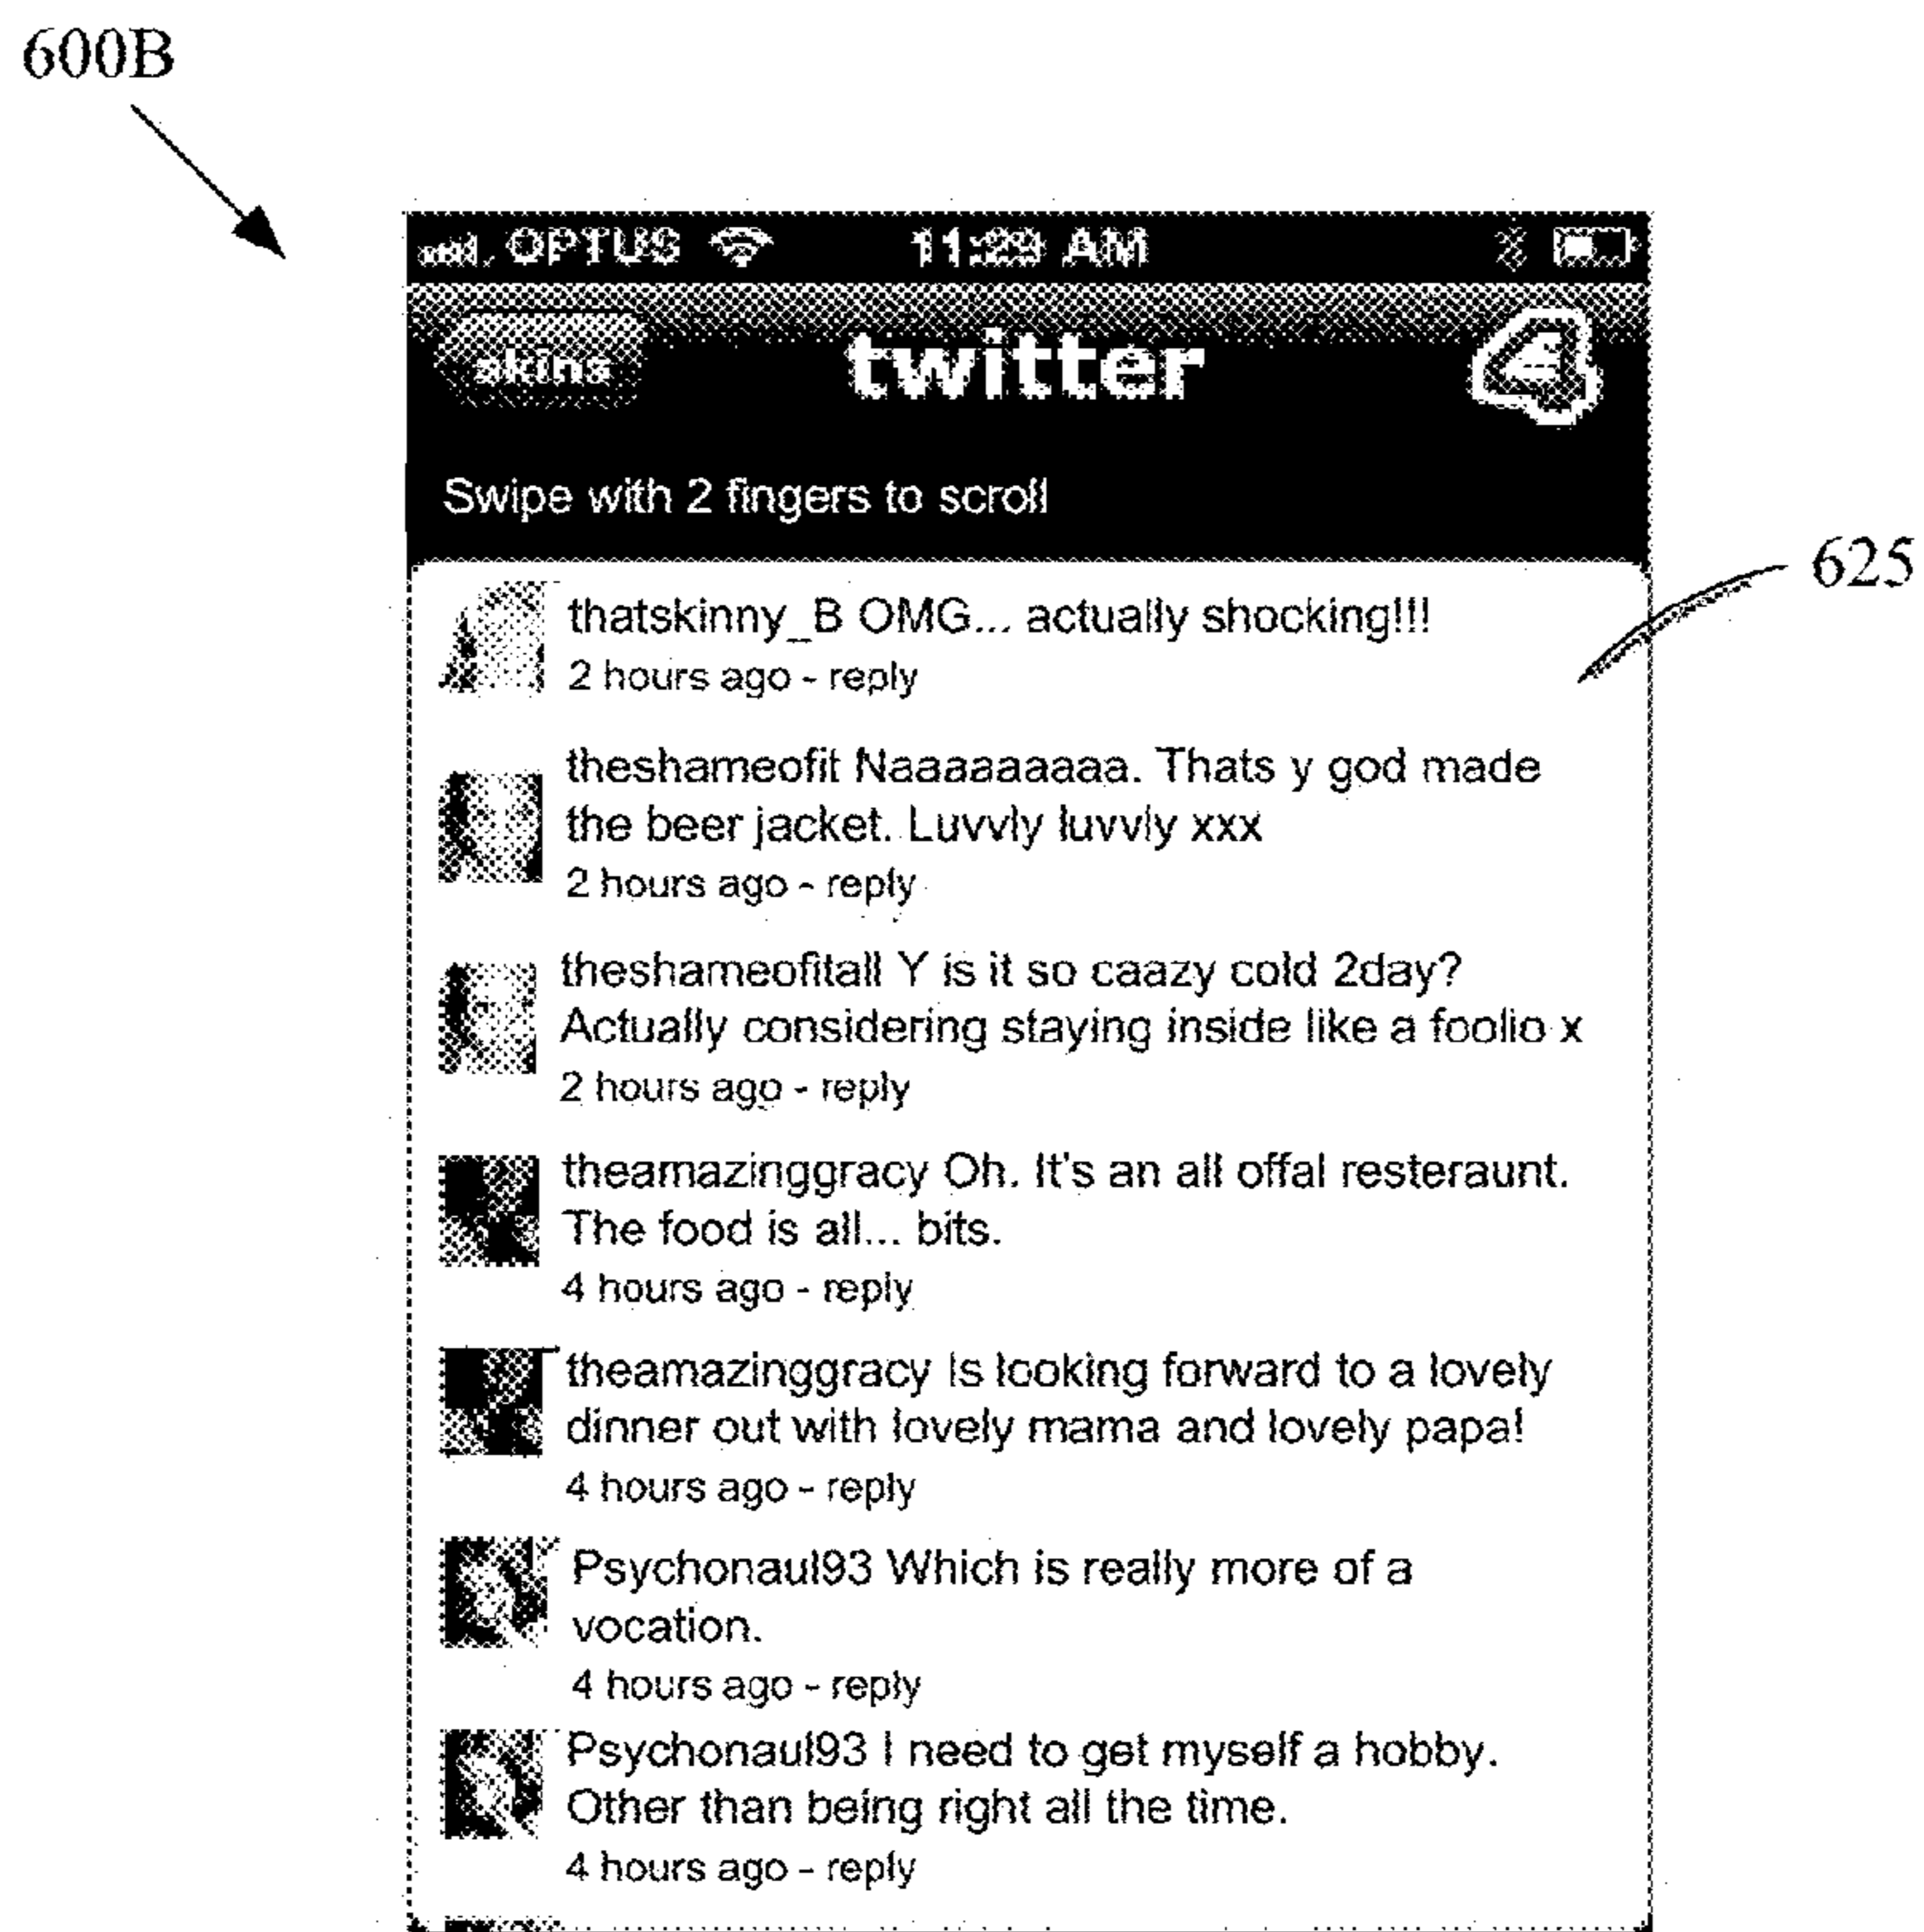 600B
OPTUS 11:29 AM
skins twitter
Swipe with 2 fingers to scroll
625
thatskinny_B OMG... actually shocking!!!
2 hours ago - reply
theshameofit Naaaaaaaaa. Thats y god made
the beer jacket. Luvvly luvvly xxx
2 hours ago - reply
theshameofitall Y is it so caazy cold 2day?
Actually considering staying inside like a foolio x
2 hours ago - reply
theamazinggracy Oh. It's an all offal resteraunt.
The food is all... bits.
4 hours ago - reply
theamazinggracy Is looking forward to a lovely
dinner out with lovely mama and lovely papa!
4 hours ago - reply
Psychonaul93 Which is really more of a
vocation.
4 hours ago - reply
Psychonaul93 I need to get myself a hobby.
Other than being right all the time.
4 hours ago - reply